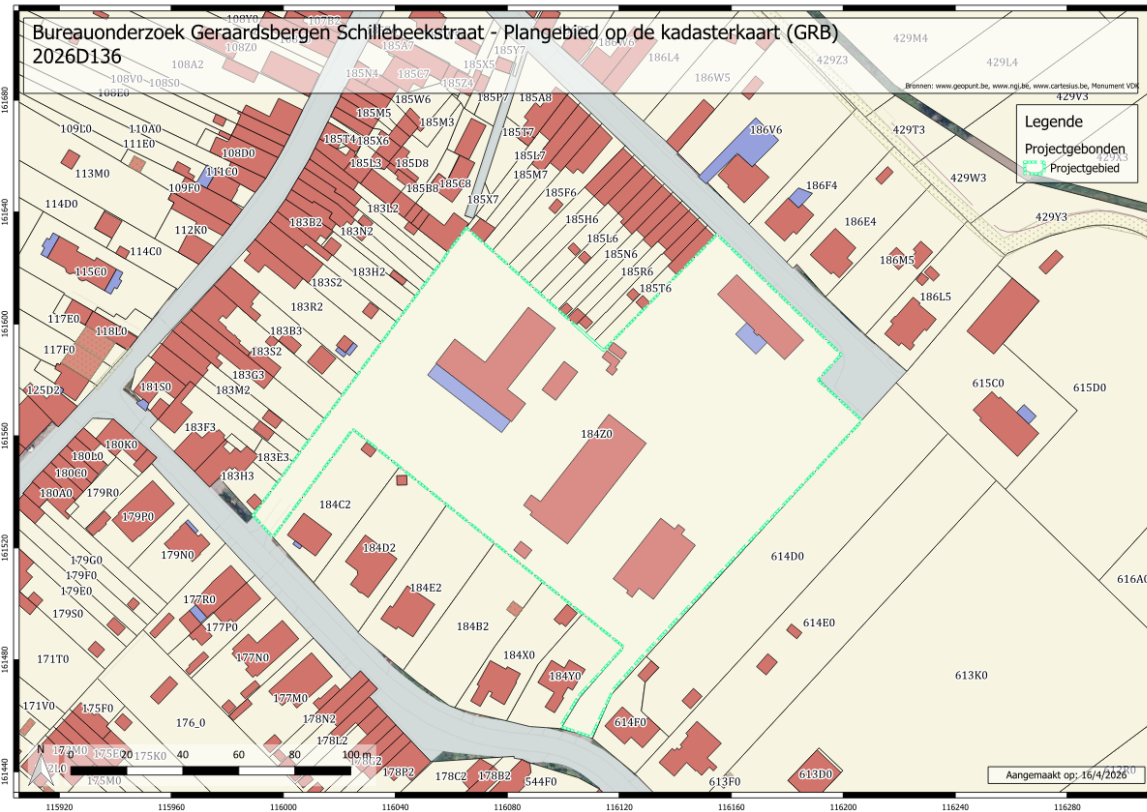 Bureauonderzoek Geraardsbergen Schillebeekstraat - Plangebied op de kadasterkaart (GRB)
2026D136
Bronnen: www.geopunt.be, www.ngi.be, www.cartesius.be, Monument VDK
Legende
Projectgebonden
Projectgebied
108Y0
107B2
108Z0
108A2
108V0
108S0
108E0
185A7
185N4
185C7
185Y7
185X5
185Z4
186W6
186L4
186W5
429M4
429Z3
429L4
429V3
429X3
185P7
185A8
185W6
185M5
185M3
109L0
110A0
111E0
185T4
185X6
185T7
186V6
429T3
113M0
108D0
111C0
109F0
185L3
185D8
185L7
185M7
429W3
185B8
185C8
185X7
185F6
186F4
114D0
183L2
183B2
185H6
186E4
429Y3
112K0
183N2
185L6
114C0
183S2
183H2
185N6
186M5
115C0
185R6
185T6
186L5
183R2
117E0
118L0
183B3
117F0
183S2
183G3
125D2
181S0
183M2
615C0
615D0
183F3
184Z0
180K0
180L0
183E3
180C0
183H3
180A0
179R0
179P0
184C2
179N0
184D2
614D0
179G0
179F0
179E0
179S0
184E2
616A0
177R0
177P0
184B2
614E0
171T0
177N0
184X0
184Y0
613K0
177M0
171V0
175F0
176_0
178N2
614F0
178L2
175K0
178G2
178P2
178C2
178B2
544F0
175M0
613F0
613D0
N
0 20 40 60 80 100 m
Aangemaakt op: 16/4/2026
161680
161640
161600
161560
161520
161480
161440
115920 115960 116000 116040 116080 116120 116160 116200 116240 116280